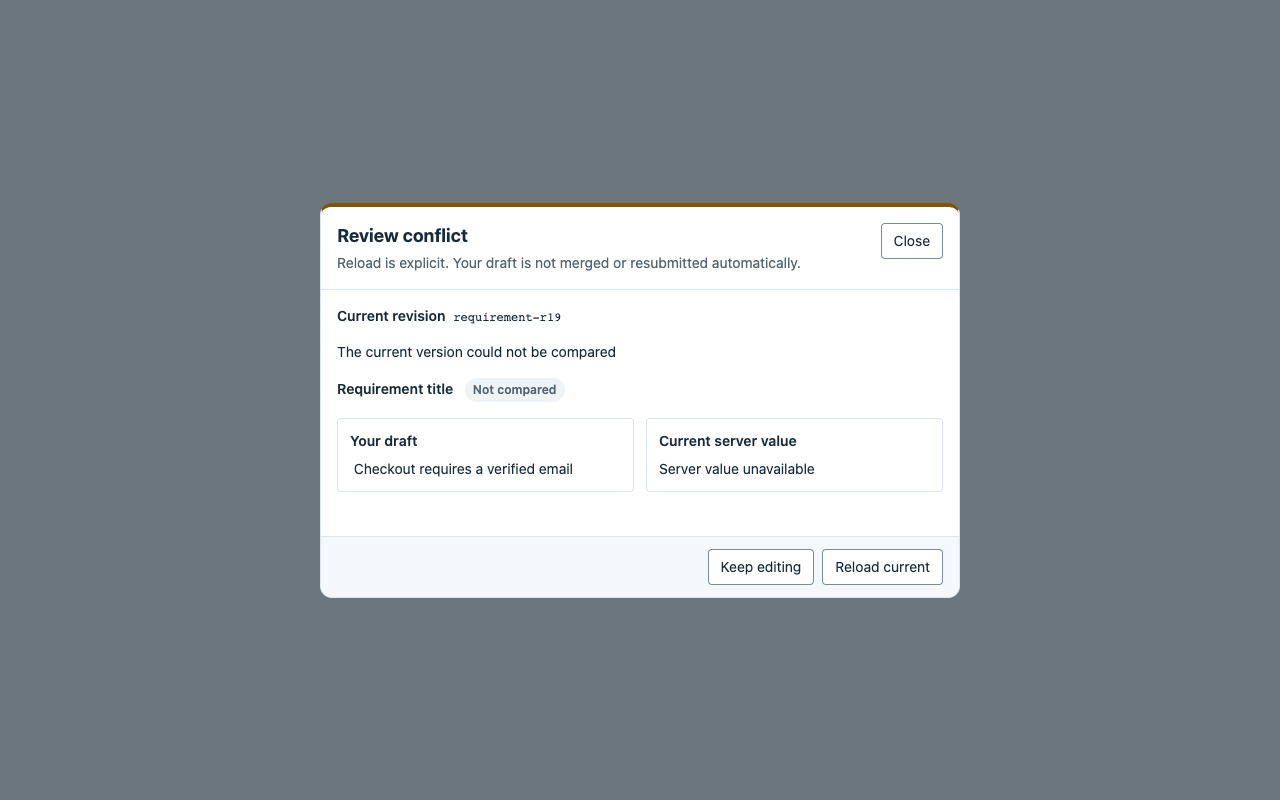 Review conflict
Close
Reload is explicit. Your draft is not merged or resubmitted automatically.
Current revision requirement-r19
The current version could not be compared
Requirement title Not compared
Your draft
Checkout requires a verified email
Current server value
Server value unavailable
Keep editing
Reload current